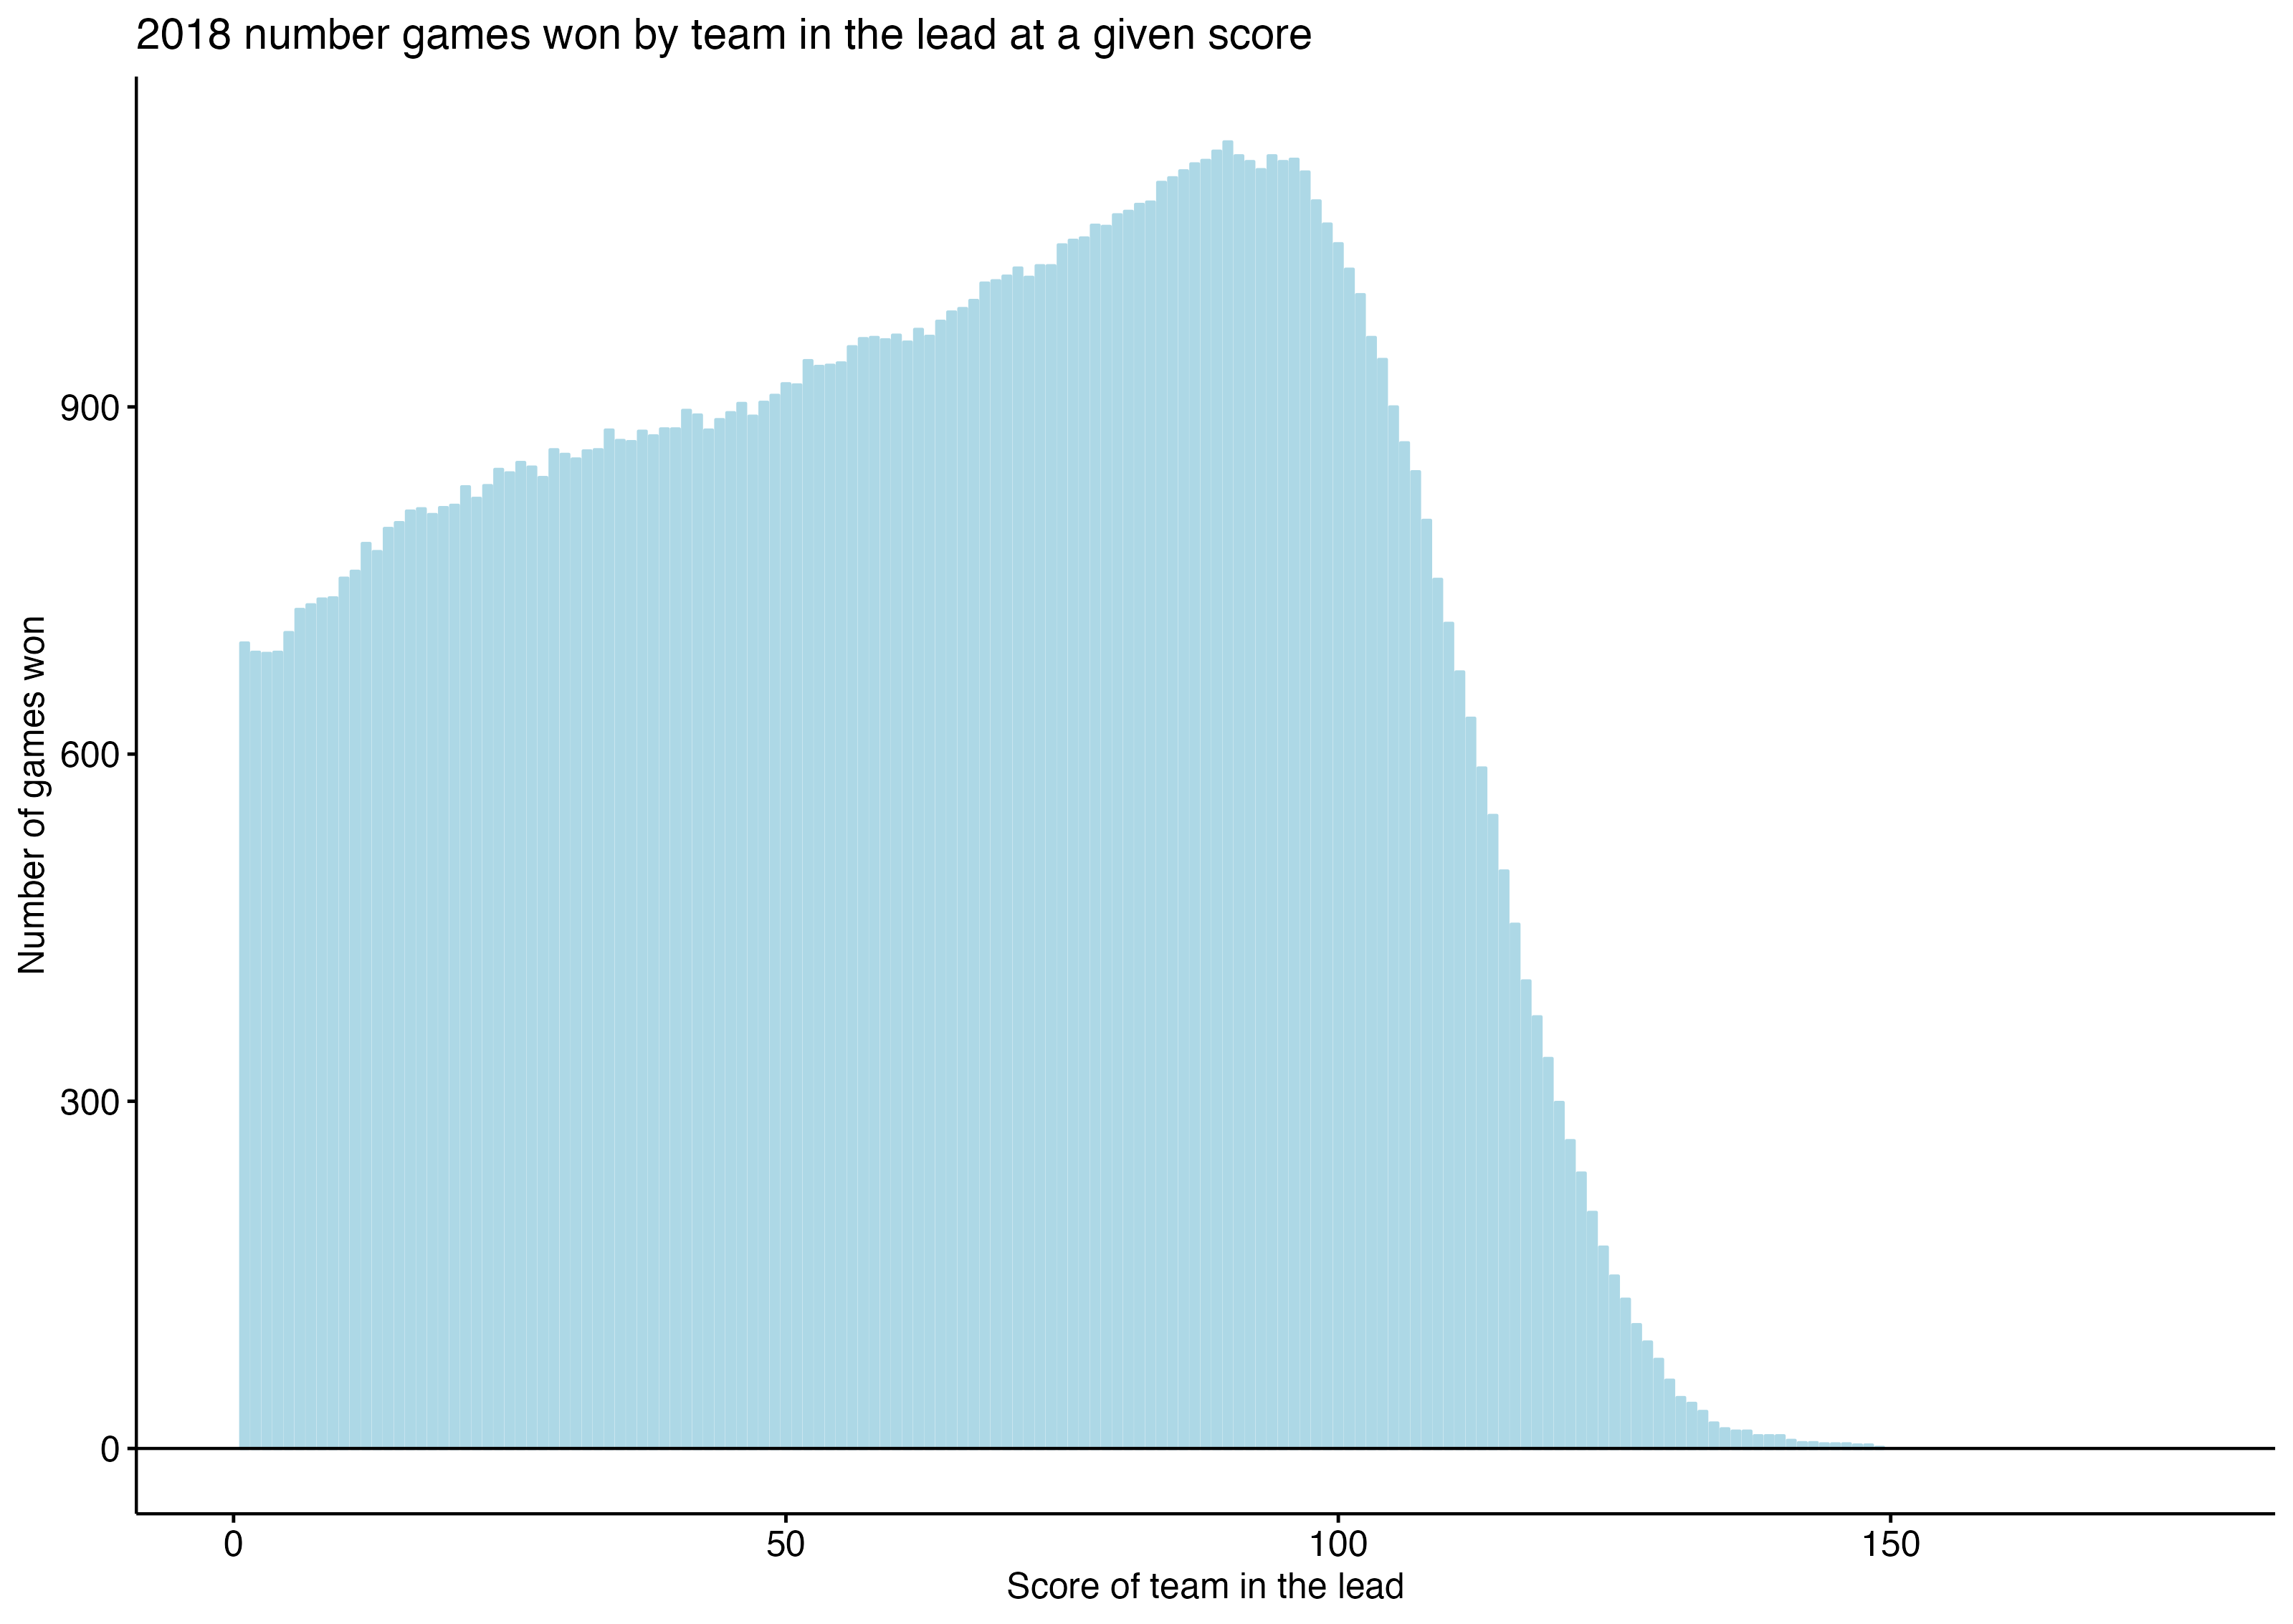 2018 number games won by team in the lead at a given score
Number of games won
900
600
300
0
0 50 100 150
Score of team in the lead